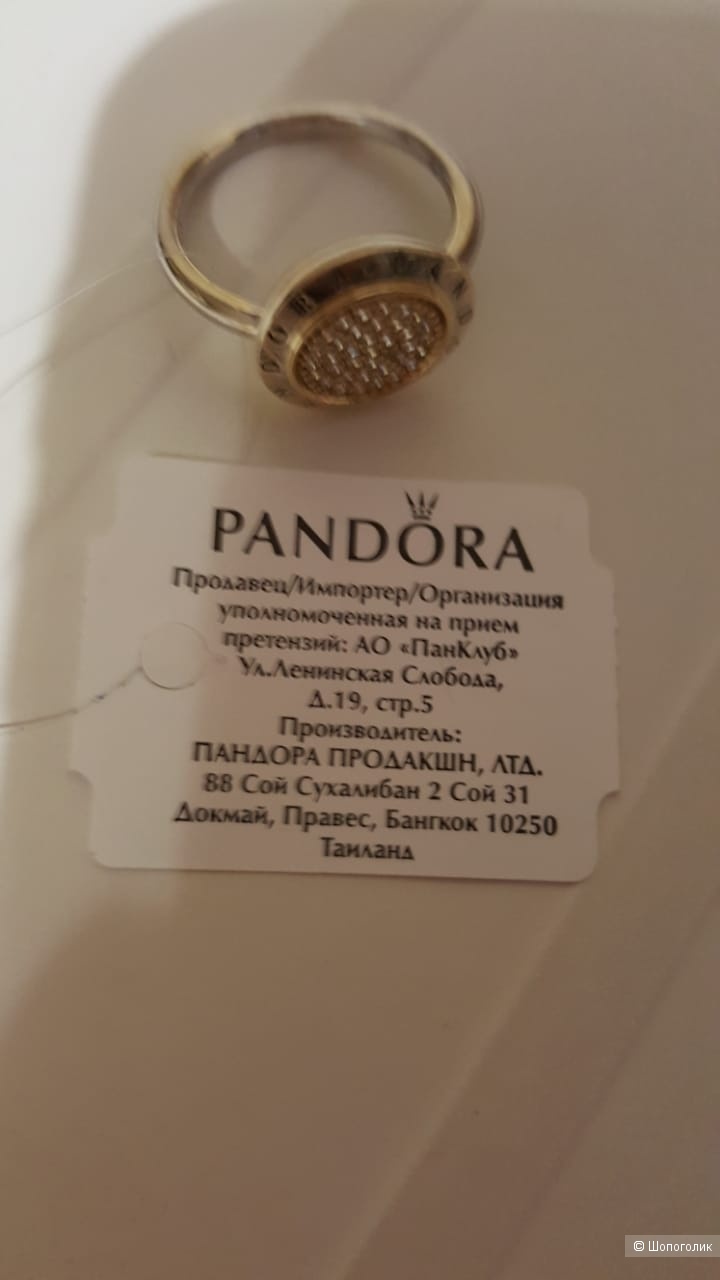 PANDORA
Продавец/Импортер/Организация
уполномоченная на прием
претензий: АО «ПанКлуб»
Ул.Ленинская Слобода,
Д.19, стр.5
Производитель:
ПАНДОРА ПРОДАКШН, ЛТД.
88 Сой Сухалибан 2 Сой 31
Докмай, Правес, Бангкок 10250
Таиланд
© Шопоголик